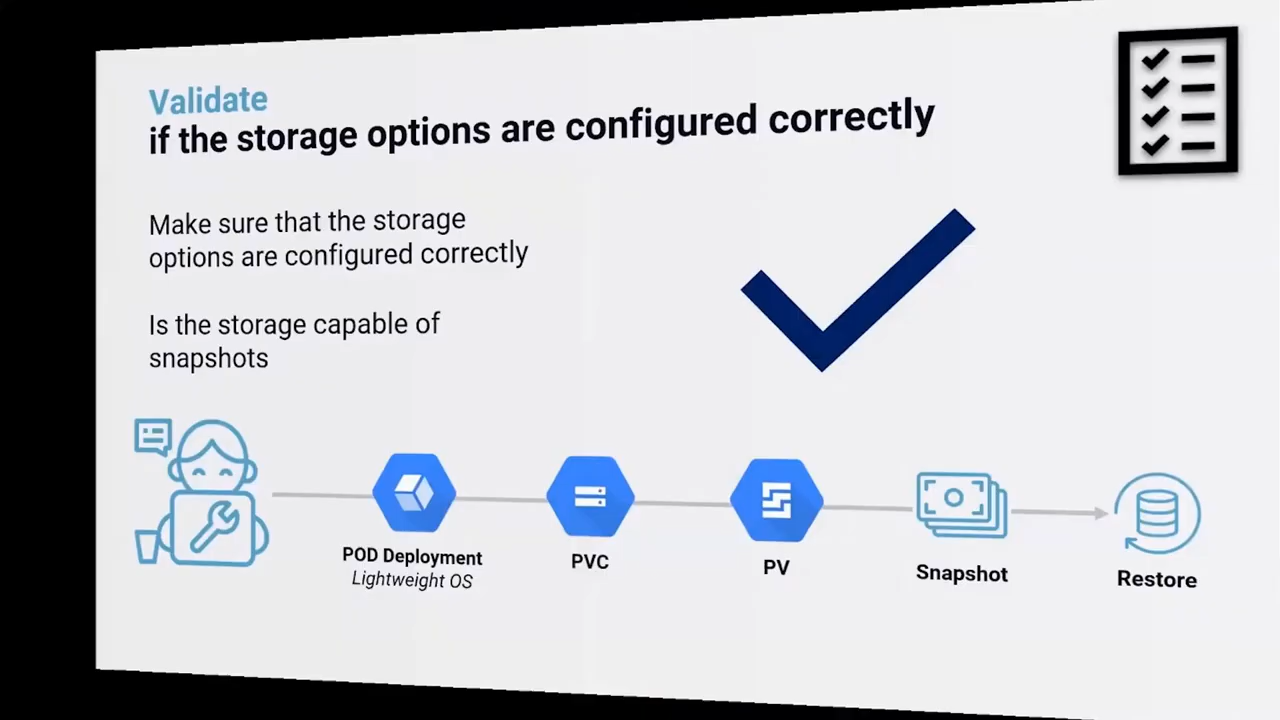 Validate
if the storage options are configured correctly
Make sure that the storage
options are configured correctly
Is the storage capable of
snapshots
POD Deployment
Lightweight OS
PVC
PV
Snapshot
Restore